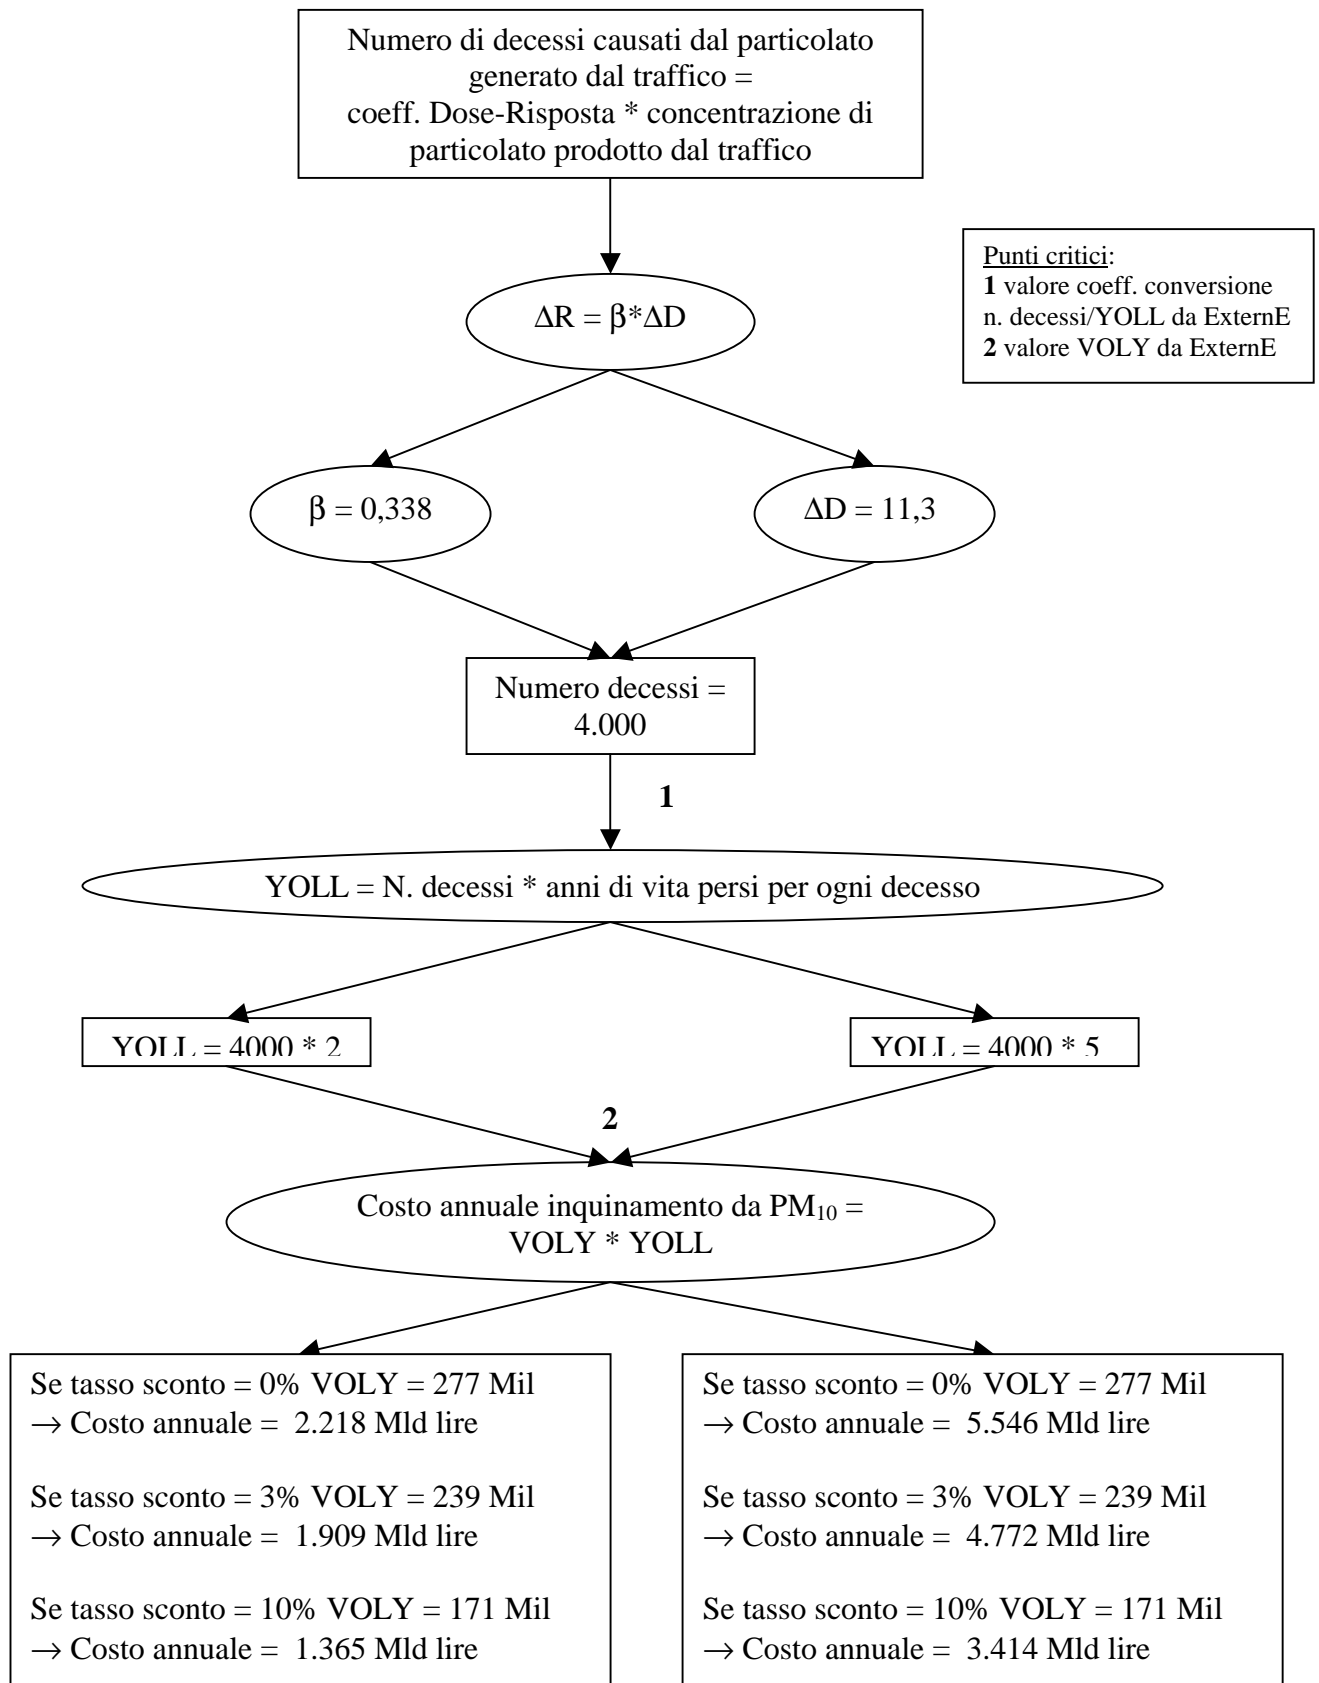 Numero di decessi causati dal particolato
generato dal traffico =
coeff. Dose-Risposta * concentrazione di
particolato prodotto dal traffico
Punti critici:
1 valore coeff. conversione
n. decessi/YOLL da ExternE
2 valore VOLY da ExternE
ΔR = β*ΔD
β = 0,338
ΔD = 11,3
Numero decessi =
4.000
1
YOLL = N. decessi * anni di vita persi per ogni decesso
YOLL = 4000 * 2
YOLL = 4000 * 5
2
Costo annuale inquinamento da PM₁₀ =
VOLY * YOLL
Se tasso sconto = 0% VOLY = 277 Mil
→ Costo annuale = 2.218 Mld lire
Se tasso sconto = 3% VOLY = 239 Mil
→ Costo annuale = 1.909 Mld lire
Se tasso sconto = 10% VOLY = 171 Mil
→ Costo annuale = 1.365 Mld lire
Se tasso sconto = 0% VOLY = 277 Mil
→ Costo annuale = 5.546 Mld lire
Se tasso sconto = 3% VOLY = 239 Mil
→ Costo annuale = 4.772 Mld lire
Se tasso sconto = 10% VOLY = 171 Mil
→ Costo annuale = 3.414 Mld lire